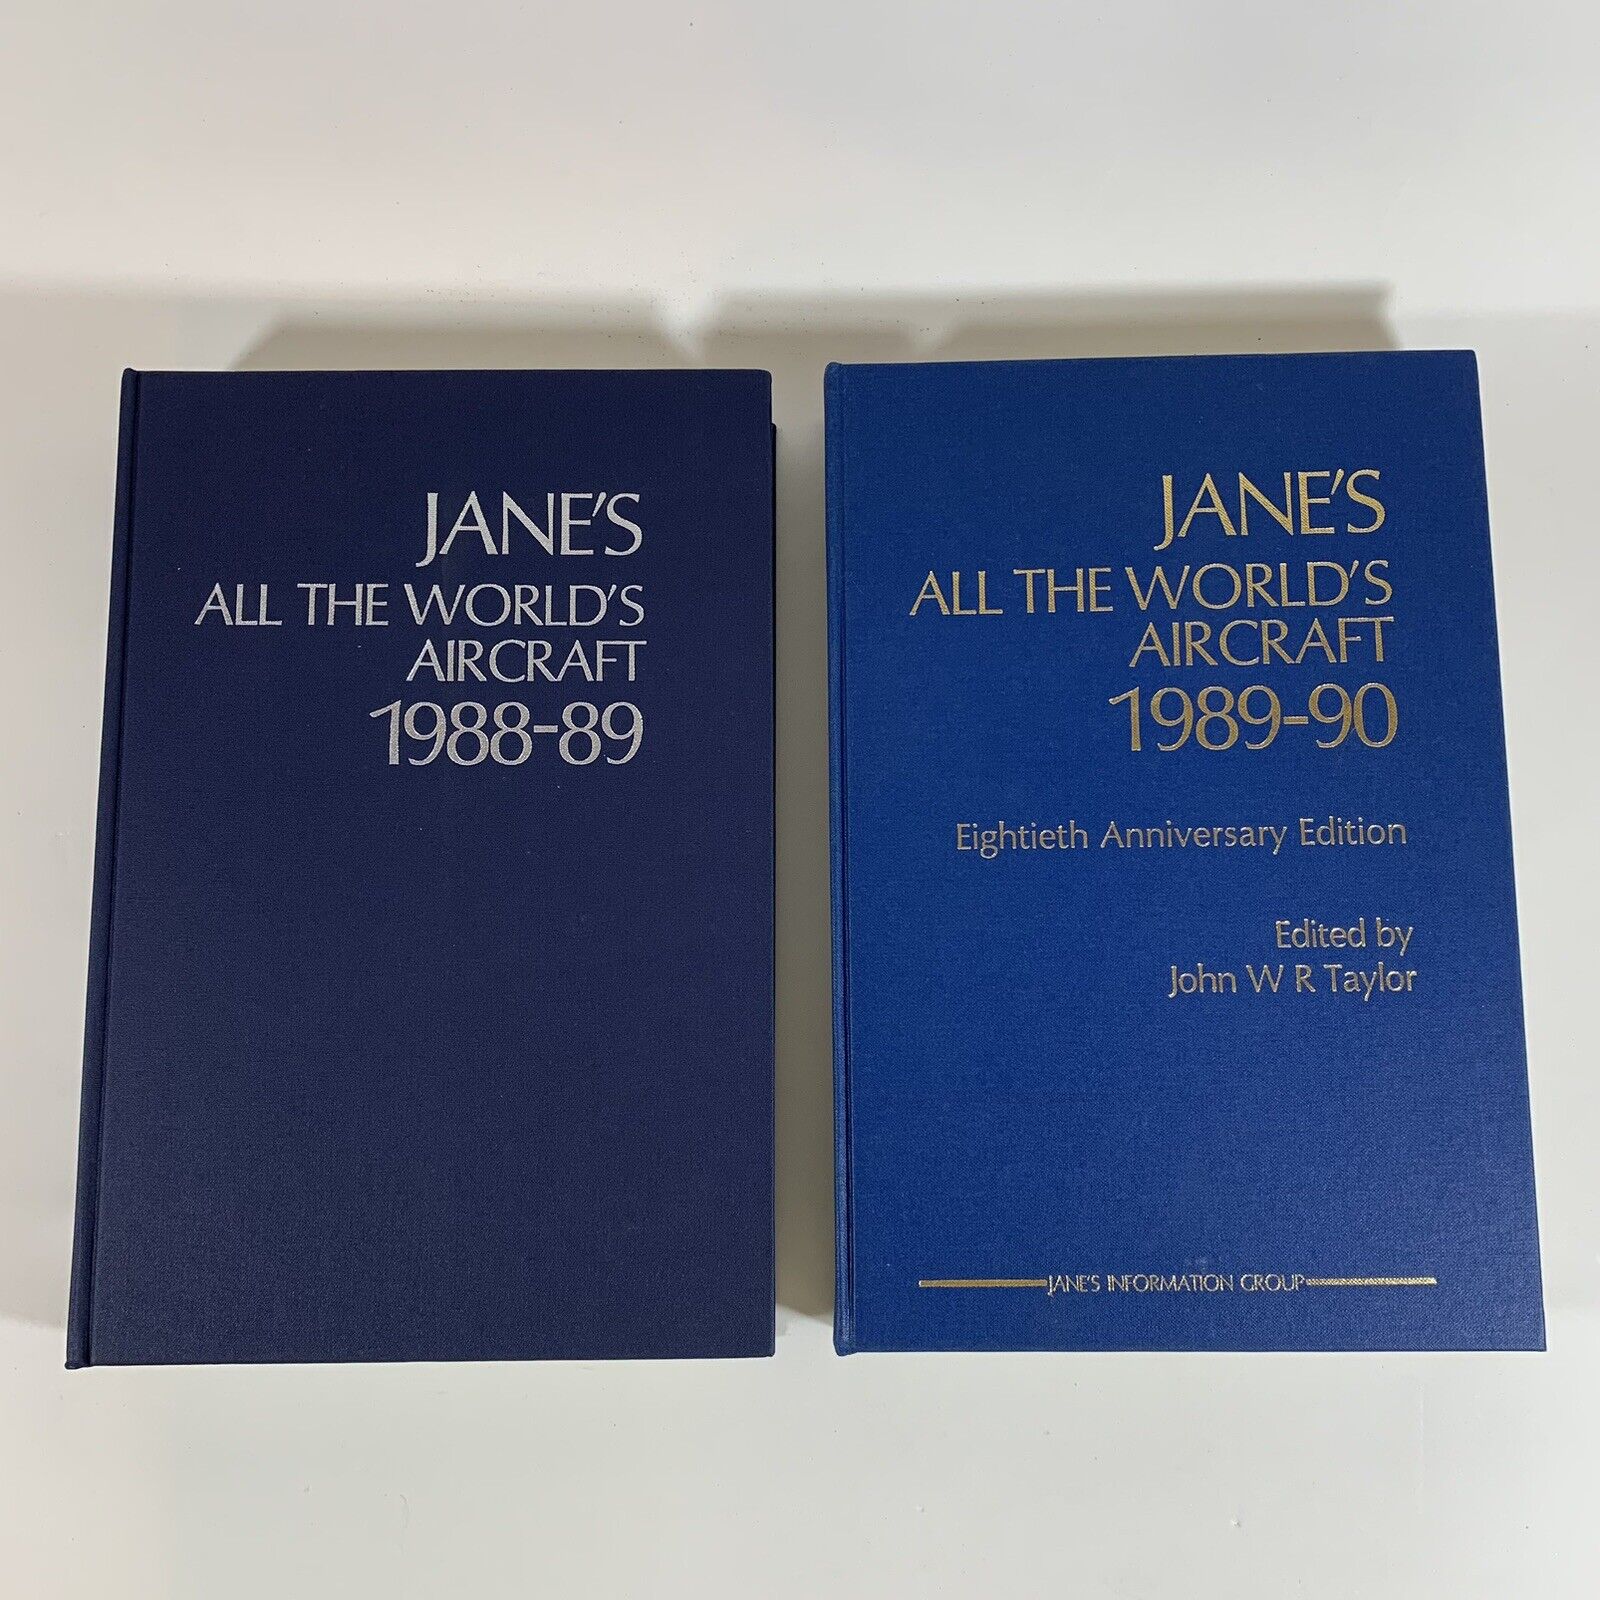 JANE'S
ALL THE WORLD'S
AIRCRAFT
1988-89
JANE'S
ALL THE WORLD'S
AIRCRAFT
1989-90
Eightieth Anniversary Edition
Edited by
John W R Taylor
JANE'S INFORMATION GROUP